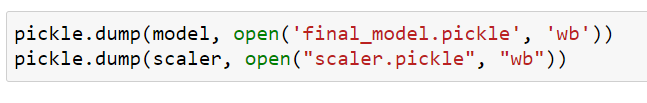 pickle.dump(model, open('final_model.pickle', 'wb'))
pickle.dump(scaler, open("scaler.pickle", "wb"))